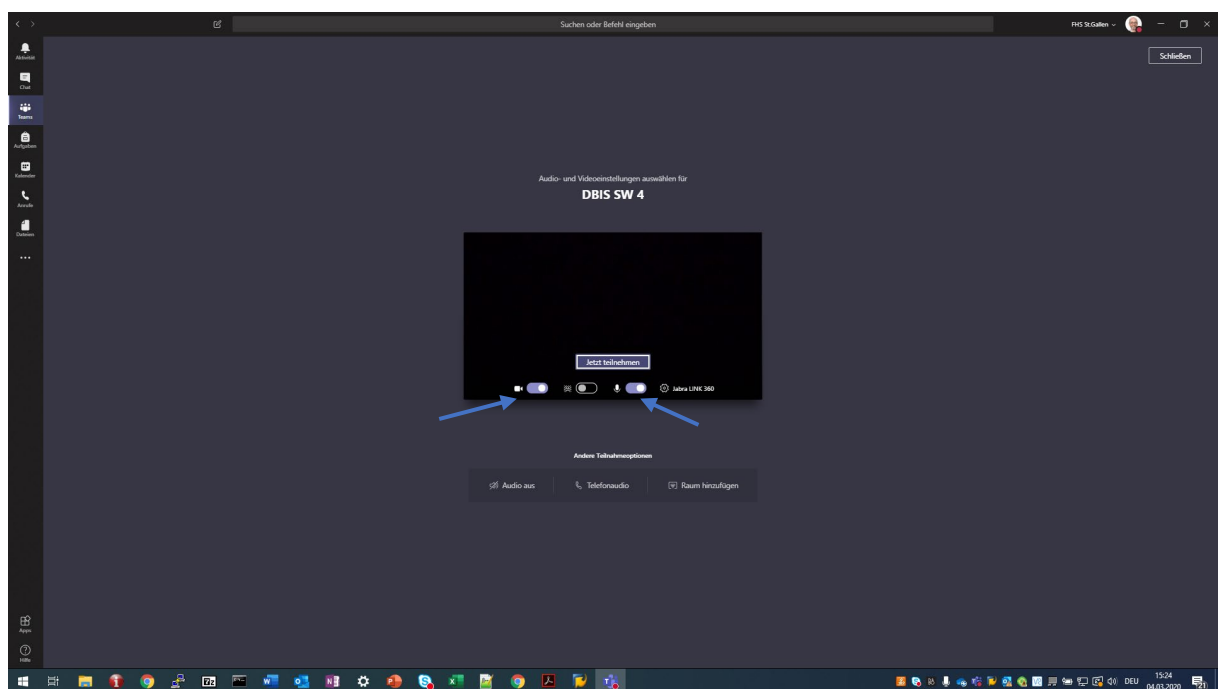 Suchen oder Befehl eingeben
FHS St.Gallen
Aktivität
Schließen
Chat
Teams
Aufgaben
Kalender
Anrufe
Dateien
Audio- und Videoeinstellungen auswählen für
DBIS SW 4
Jetzt teilnehmen
Jabra LINK 360
Andere Teilnahmeoptionen
Audio aus
Telefonaudio
Raum hinzufügen
Apps
Hilfe
DEU
15:24
04.03.2020